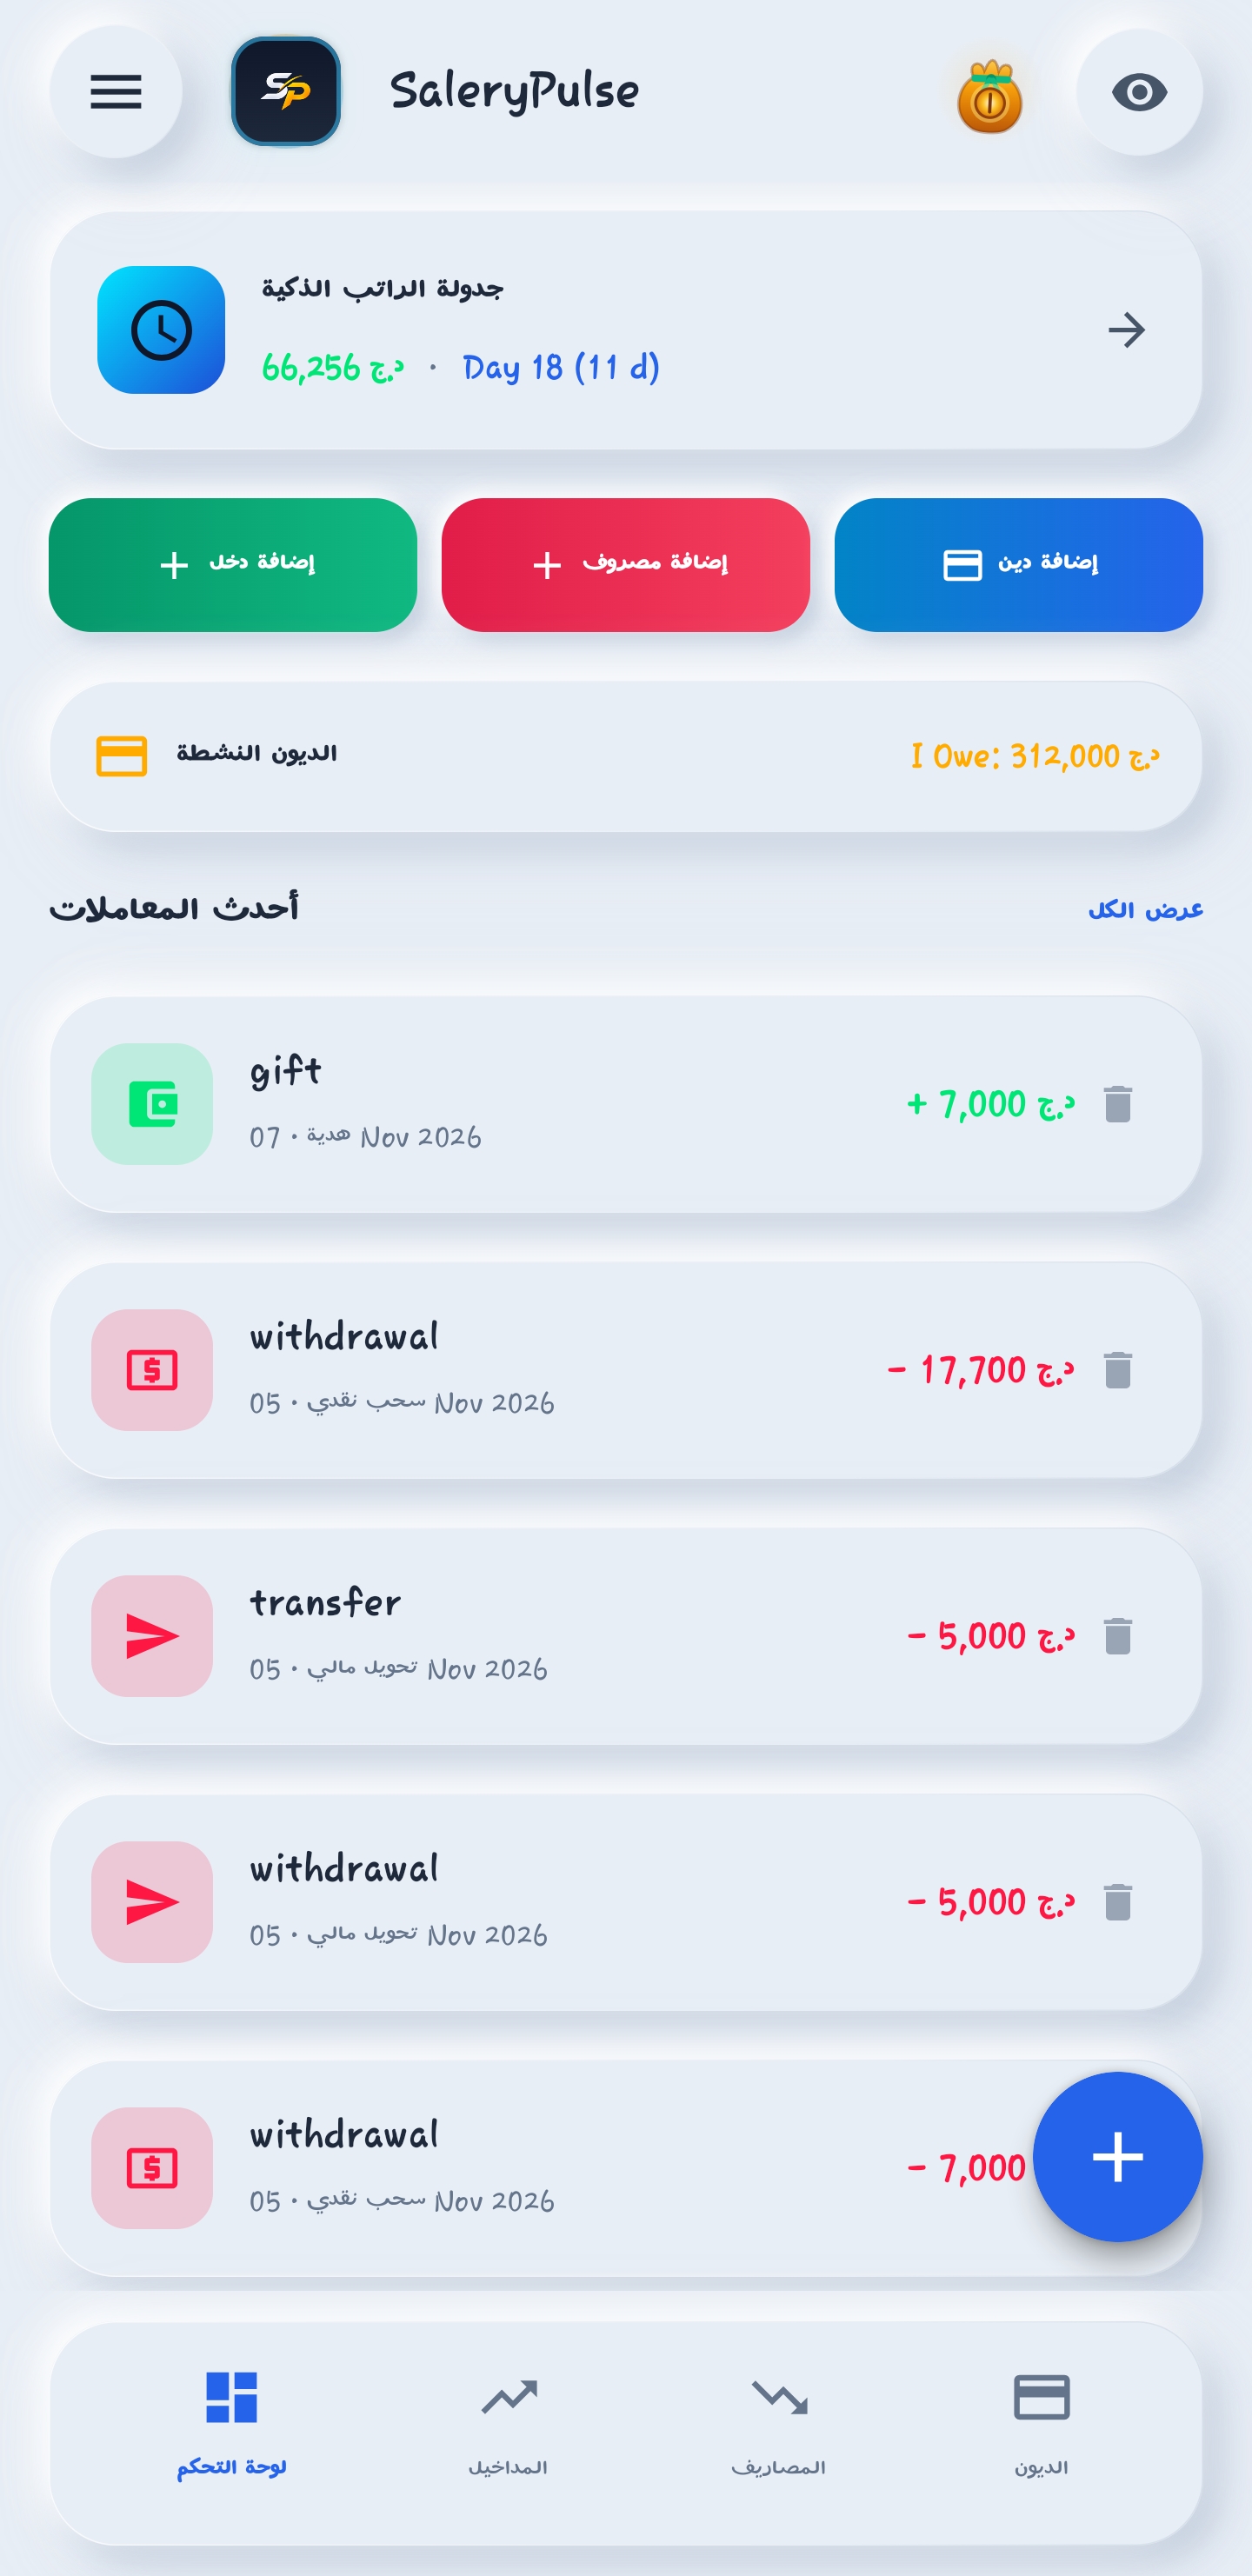 SP
SaleryPulse
جدولة الراتب الذكية
66,256 د.ج · Day 18 (11 d)
إضافة دخل
إضافة مصروف
إضافة دين
الديون النشطة
I Owe: 312,000 د.ج
أحدث المعاملات
عرض الكل
gift
+ 7,000 د.ج
07 • هدية Nov 2026
withdrawal
− 17,700 د.ج
05 • سحب نقدي Nov 2026
transfer
− 5,000 د.ج
05 • تحويل مالي Nov 2026
withdrawal
− 5,000 د.ج
05 • تحويل مالي Nov 2026
withdrawal
− 7,000
05 • سحب نقدي Nov 2026
لوحة التحكم
المداخيل
المصاريف
الديون